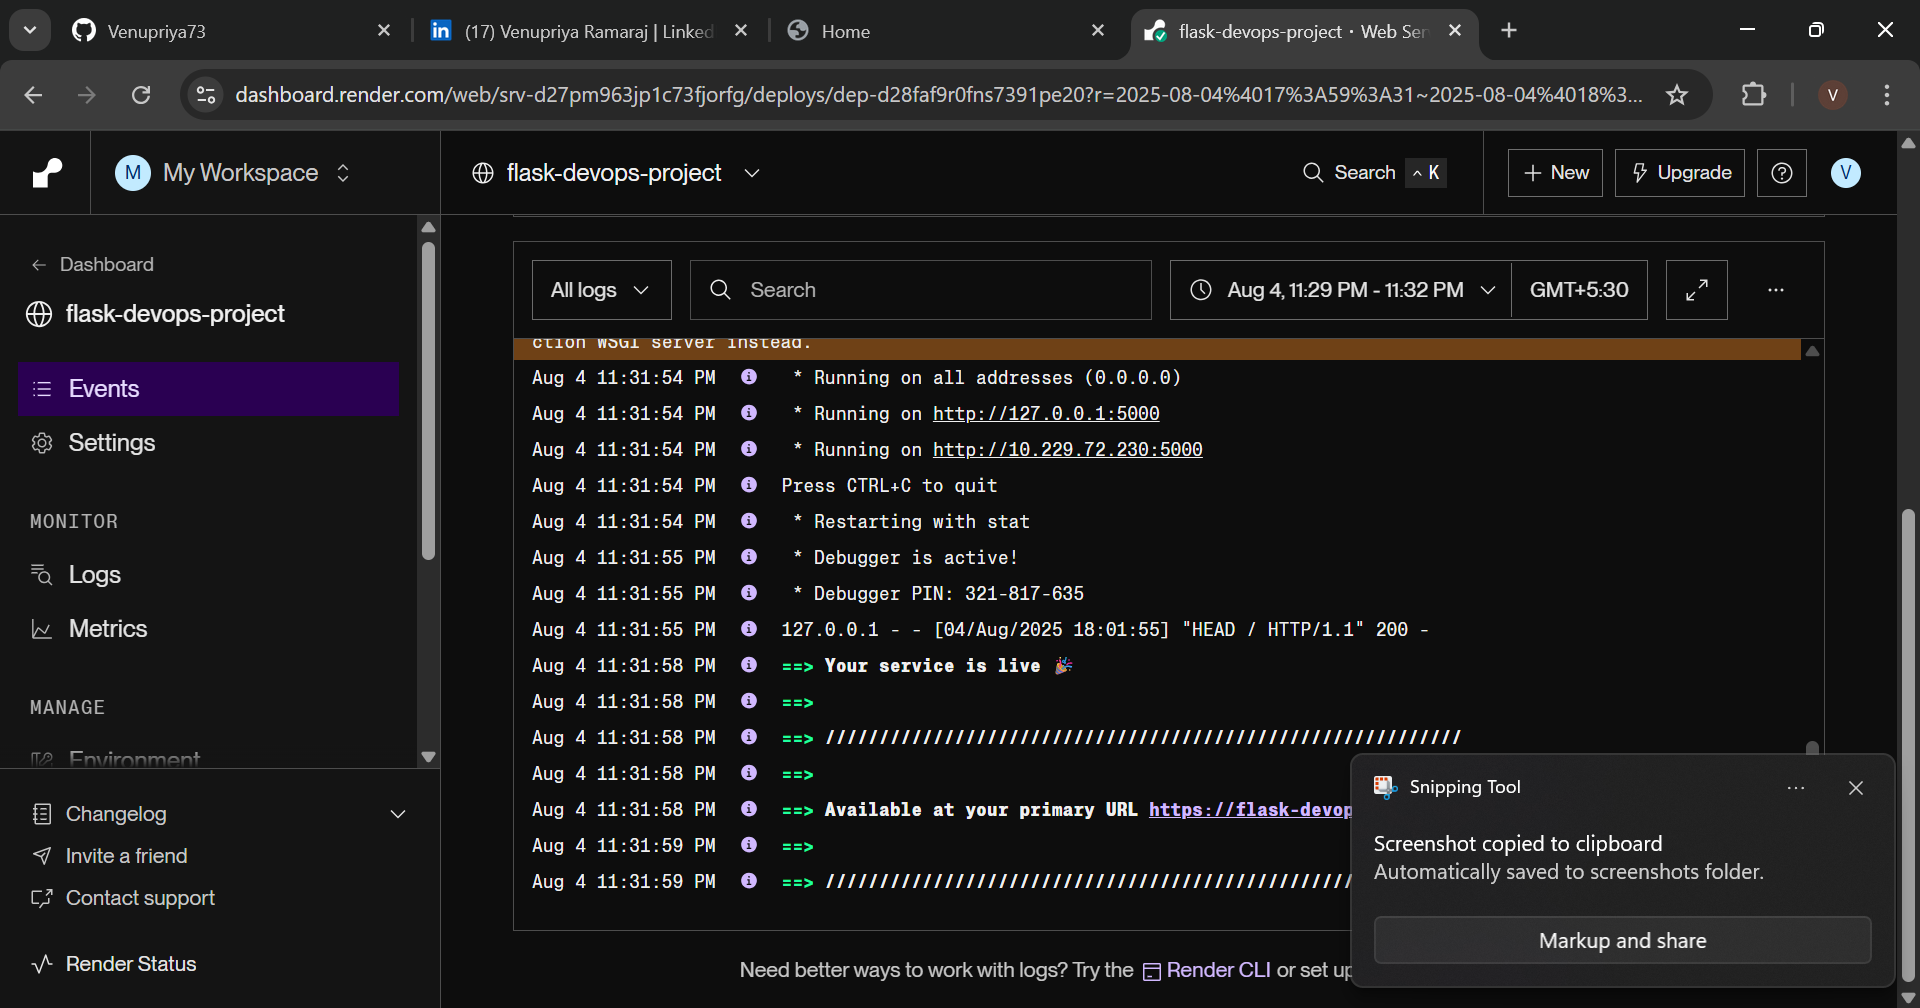 Venupriya73
in (17) Venupriya Ramaraj | Linked
Home
flask-devops-project · Web Ser
dashboard.render.com/web/srv-d27pm963jp1c73fjorfg/deploys/dep-d28faf9r0fns7391pe20?r=2025-08-04%4017%3A59%3A31~2025-08-04%4018%3...
V
M My Workspace
flask-devops-project
Search ^ K
+ New
Upgrade
V
← Dashboard
flask-devops-project
Events
Settings
MONITOR
Logs
Metrics
MANAGE
Environment
Changelog
Invite a friend
Contact support
Render Status
All logs
Search
Aug 4, 11:29 PM - 11:32 PM
GMT+5:30
...
ction WSGI server instead.
Aug 4 11:31:54 PM * Running on all addresses (0.0.0.0)
Aug 4 11:31:54 PM * Running on http://127.0.0.1:5000
Aug 4 11:31:54 PM * Running on http://10.229.72.230:5000
Aug 4 11:31:54 PM Press CTRL+C to quit
Aug 4 11:31:54 PM * Restarting with stat
Aug 4 11:31:55 PM * Debugger is active!
Aug 4 11:31:55 PM * Debugger PIN: 321-817-635
Aug 4 11:31:55 PM 127.0.0.1 - - [04/Aug/2025 18:01:55] "HEAD / HTTP/1.1" 200 -
Aug 4 11:31:58 PM ==> Your service is live 🎉
Aug 4 11:31:58 PM ==>
Aug 4 11:31:58 PM ==> ///////////////////////////////////////////////////////////
Aug 4 11:31:58 PM ==>
Aug 4 11:31:58 PM ==> Available at your primary URL https://flask-devop
Aug 4 11:31:59 PM ==>
Aug 4 11:31:59 PM ==> /////////////////////////////////////////////////
Need better ways to work with logs? Try the Render CLI or set up
Snipping Tool
...
Screenshot copied to clipboard
Automatically saved to screenshots folder.
Markup and share